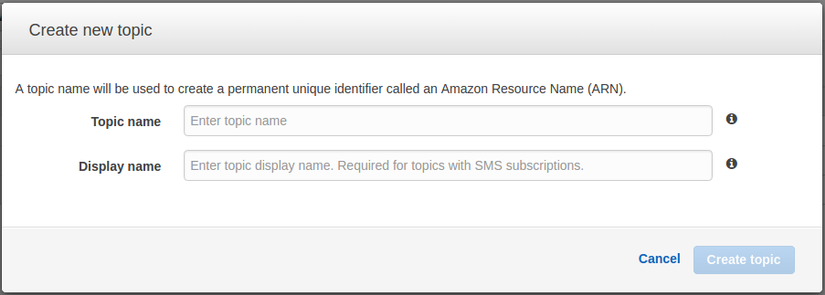 Create new topic
A topic name will be used to create a permanent unique identifier called an Amazon Resource Name (ARN).
Topic name Enter topic name
Display name Enter topic display name. Required for topics with SMS subscriptions.
Cancel Create topic